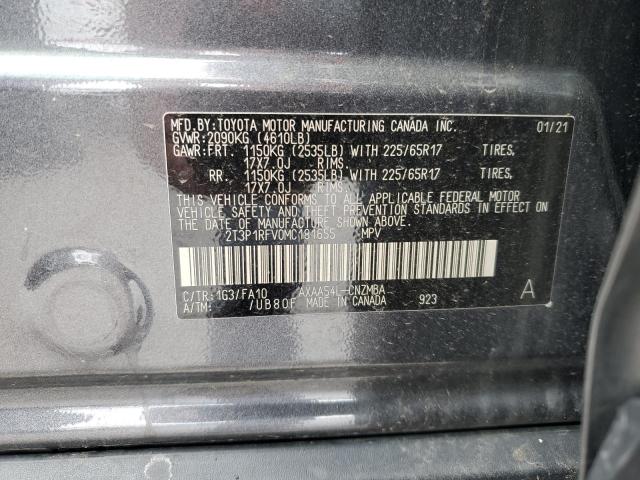 MFD.BY:TOYOTA MOTOR MANUFACTURING CANADA INC. 01/21
GVWR:2090KG (4610LB)
GAWR:FRT. 1150KG (2535LB) WITH 225/65R17 TIRES,
17X7.0J RIMS.
RR. 1150KG (2535LB) WITH 225/65R17 TIRES,
17X7.0J RIMS.
THIS VEHICLE CONFORMS TO ALL APPLICABLE FEDERAL MOTOR
VEHICLE SAFETY AND THEFT PREVENTION STANDARDS IN EFFECT ON
THE DATE OF MANUFACTURE SHOWN ABOVE.
2T3P1RFV0MC181655 MPV
C/TR:1G3/FA10 AXAA54L-CNZMBA
A/TM: /UB80F MADE IN CANADA 923 A